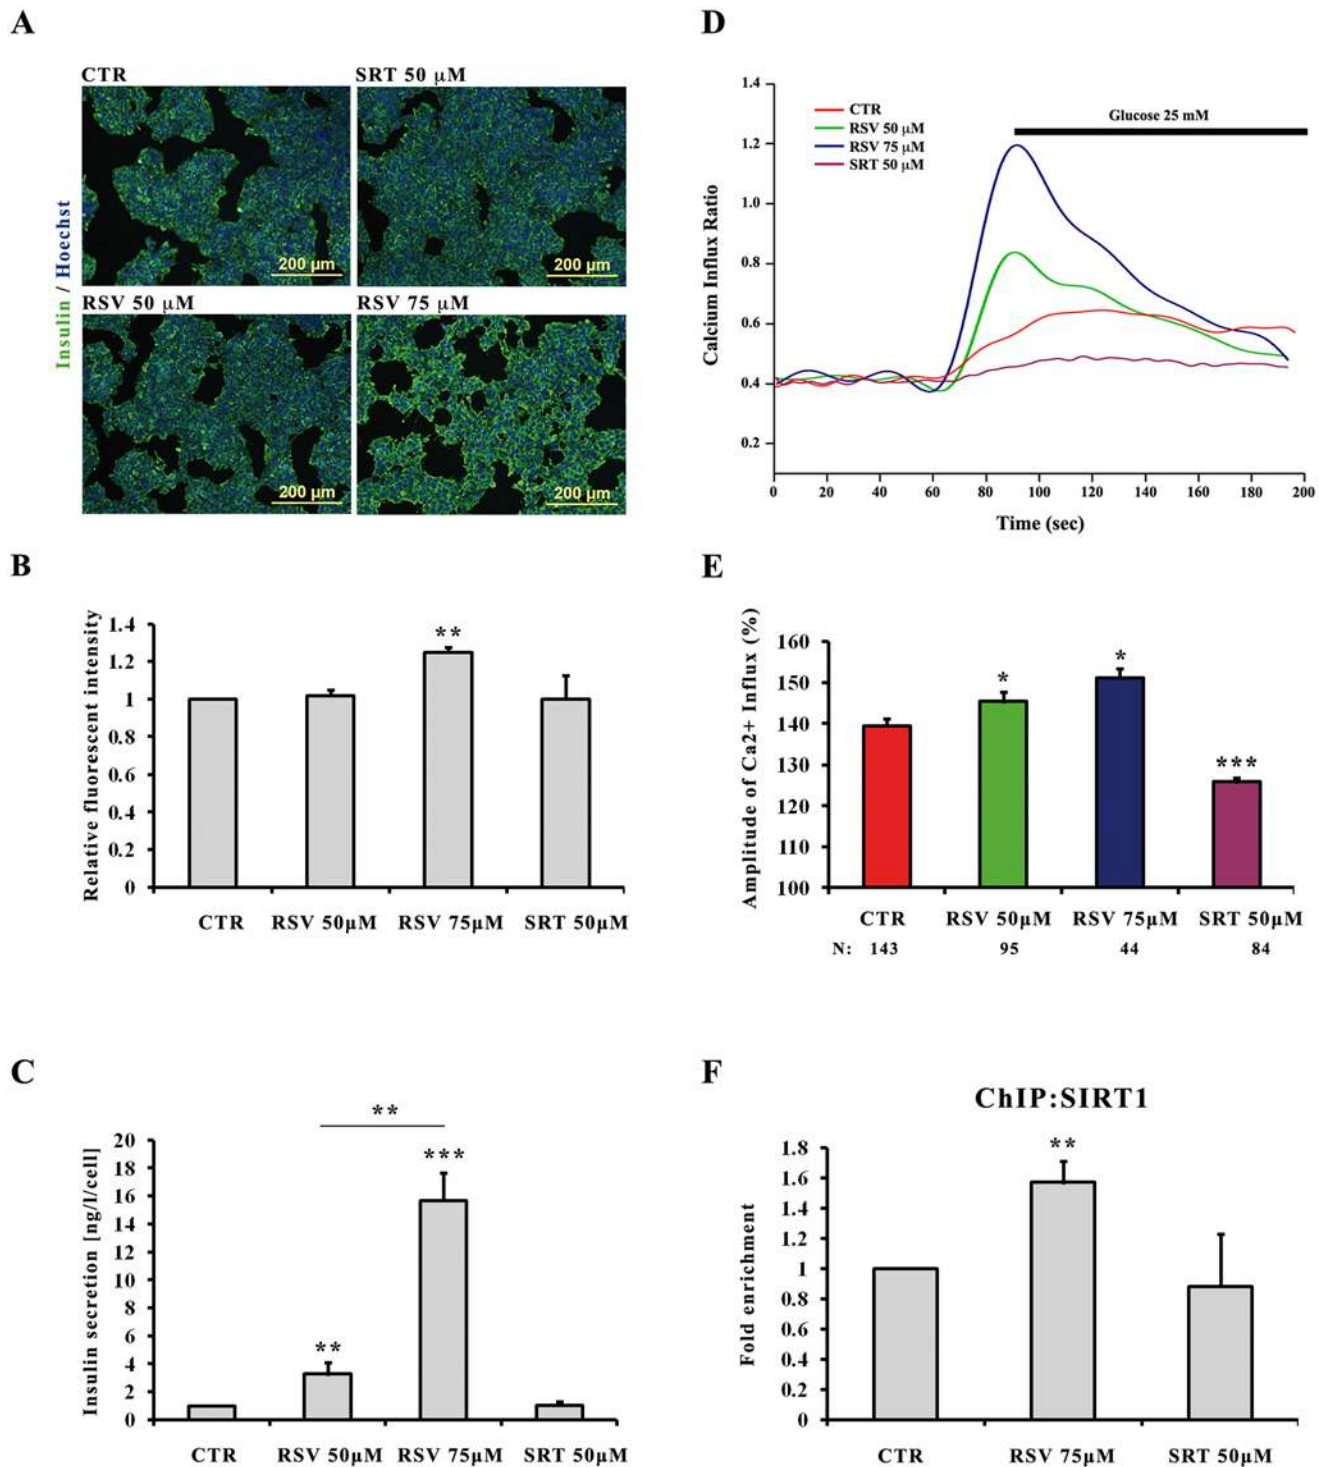 A
CTR
SRT 50 μM
200 μm
200 μm
RSV 50 μM
RSV 75 μM
200 μm
200 μm
Insulin / Hoechst
B
Relative fluorescent intensity
1.4
1.2
1
0.8
0.6
0.4
0.2
0
**
CTR
RSV 50μM
RSV 75μM
SRT 50μM
C
Insulin secretion [ng/l/cell]
20
18
16
14
12
10
8
6
4
2
0
**
**
***
CTR
RSV 50μM
RSV 75μM
SRT 50μM
D
Calcium Influx Ratio
1.4
1.2
1.0
0.8
0.6
0.4
0.2
CTR
RSV 50 μM
RSV 75 μM
SRT 50 μM
Glucose 25 mM
0 20 40 60 80 100 120 140 160 180 200
Time (sec)
E
Amplitude of Ca2+ Influx (%)
160
150
140
130
120
110
100
*
*
***
CTR
RSV 50μM
RSV 75μM
SRT 50μM
N: 143 95 44 84
F
ChIP:SIRT1
Fold enrichment
1.8
1.6
1.4
1.2
1
0.8
0.6
0.4
0.2
0
**
CTR
RSV 75μM
SRT 50μM